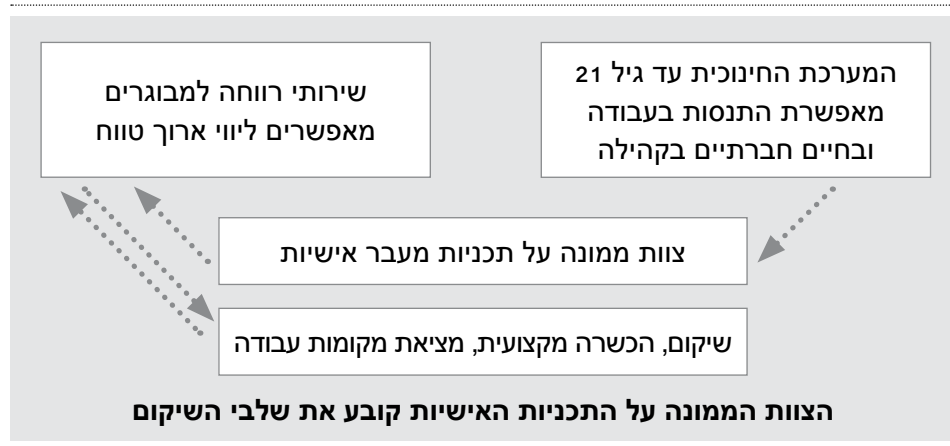 המערכת החינוכית עד גיל 21
מאפשרת התנסות בעבודה
ובחיים חברתיים בקהילה
שירותי רווחה למבוגרים
מאפשרים ליווי ארוך טווח
צוות ממונה על תכניות מעבר אישיות
שיקום, הכשרה מקצועית, מציאת מקומות עבודה
הצוות הממונה על התכניות האישיות קובע את שלבי השיקום